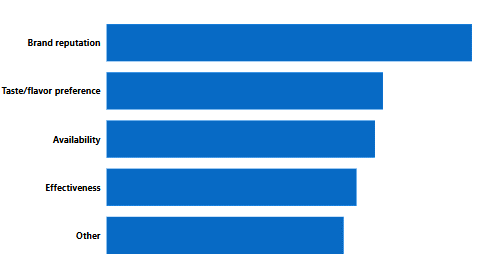 Brand reputation
Taste/flavor preference
Availability
Effectiveness
Other